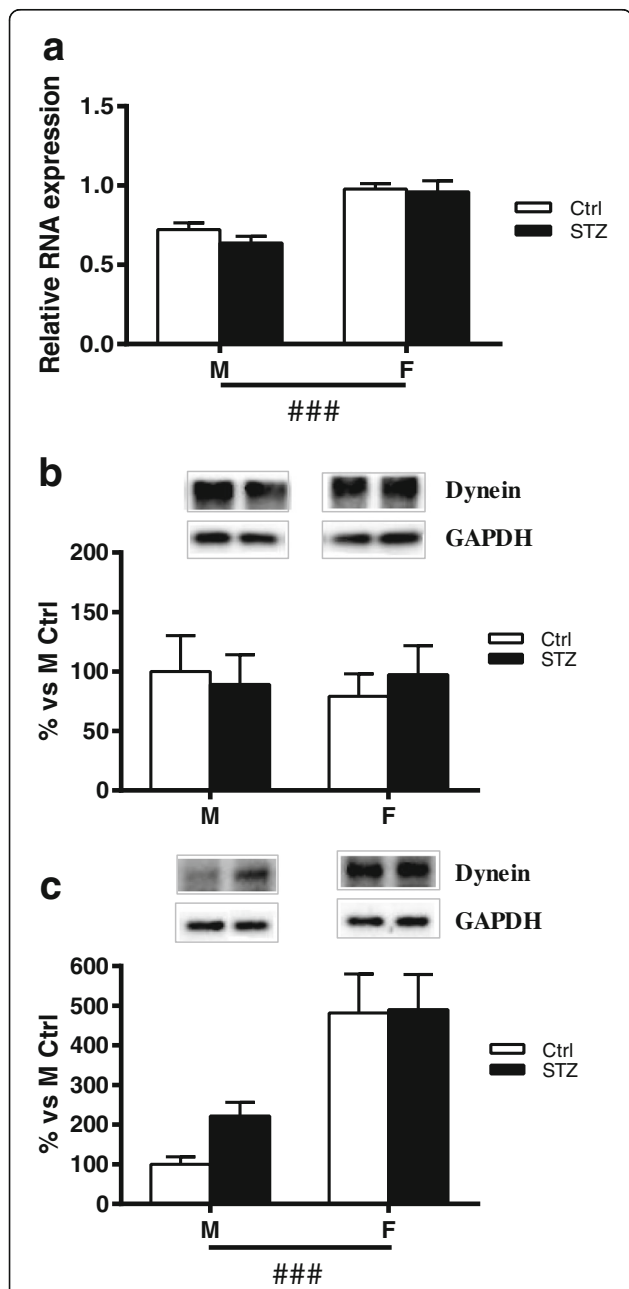 a
Relative RNA expression
1.5
1.0
0.5
0.0
M F
###
Ctrl
STZ
b
Dynein
GAPDH
% vs M Ctrl
200
150
100
50
0
M F
Ctrl
STZ
c
Dynein
GAPDH
% vs M Ctrl
600
500
400
300
200
100
0
M F
###
Ctrl
STZ